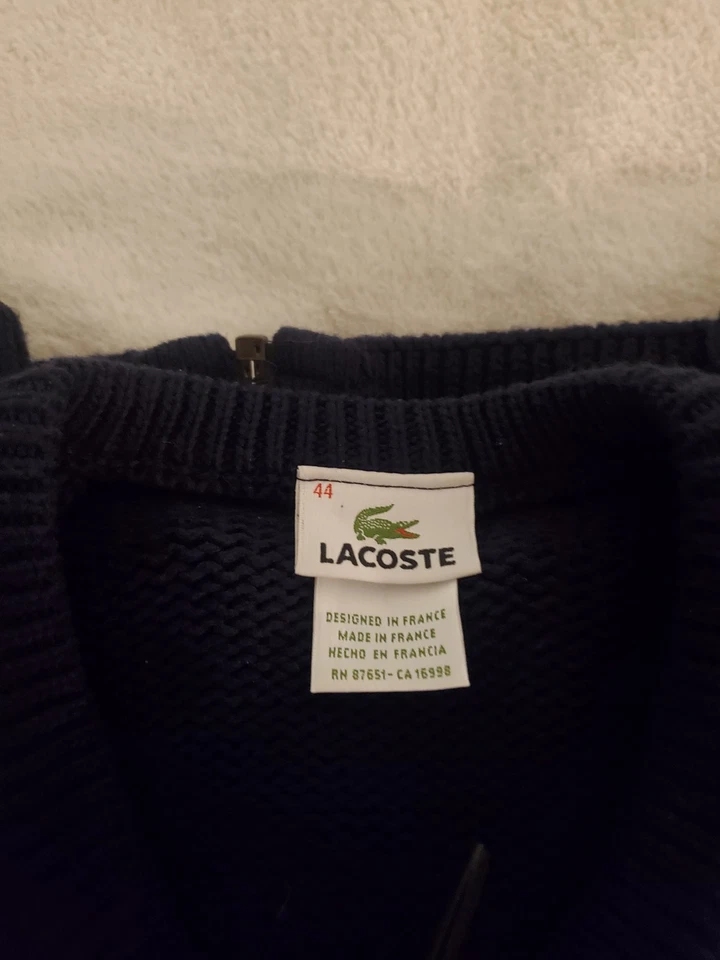 44
LACOSTE
DESIGNED IN FRANCE
MADE IN FRANCE
HECHO EN FRANCIA
RN 87651- CA 16998